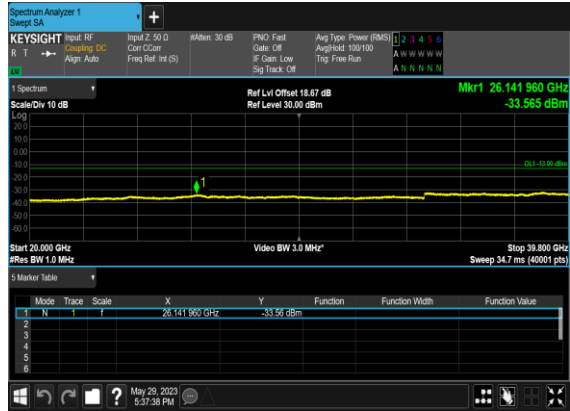 Spectrum Analyzer 1
Swept SA
KEYSIGHT Input: RF Input Z: 50 Ω #Atten: 30 dB PNO: Fast Avg Type: Power (RMS) 1 2 3 4 5 6
R T Coupling: DC Corr CCorr Gate: Off Avg|Hold: 100/100 A W W W W W
Align: Auto Freq Ref: Int (S) IF Gain: Low Trig: Free Run
LW Sig Track: Off A N N N N N
1 Spectrum Ref Lvl Offset 18.67 dB Mkr1 26.141 960 GHz
Scale/Div 10 dB Ref Level 30.00 dBm -33.565 dBm
Log
20.0
10.0
0.00
-10.0
DL1 -13.00 dBm
-20.0
1
-30.0
-40.0
-50.0
-60.0
Start 20.000 GHz Video BW 3.0 MHz* Stop 39.800 GHz
#Res BW 1.0 MHz Sweep 34.7 ms (40001 pts)
5 Marker Table
Mode Trace Scale X Y Function Function Width Function Value
1 N 1 f 26.141 960 GHz -33.56 dBm
2
3
4
5
6
? May 29, 2023
5:37:38 PM